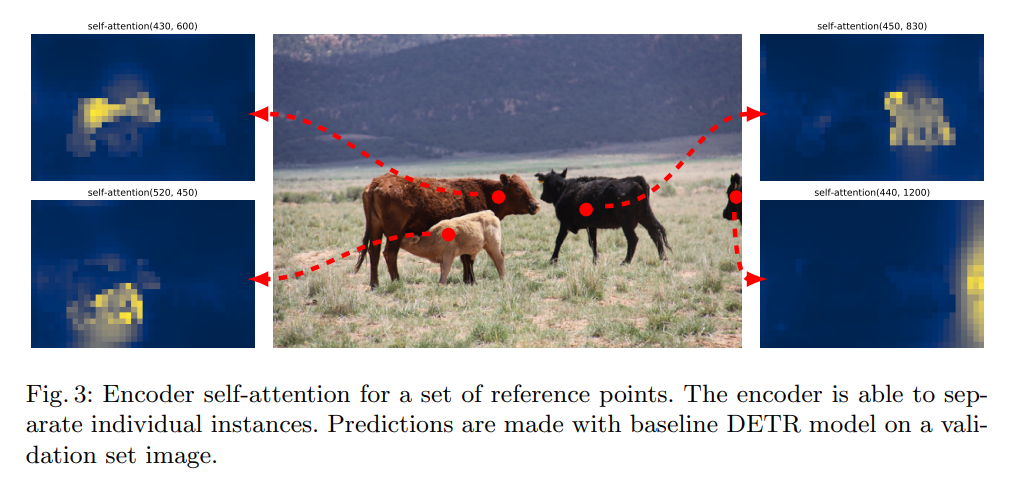 self-attention(430, 600)
self-attention(450, 830)
self-attention(520, 450)
self-attention(440, 1200)
Fig. 3: Encoder self-attention for a set of reference points. The encoder is able to sep-
arate individual instances. Predictions are made with baseline DETR model on a vali-
dation set image.